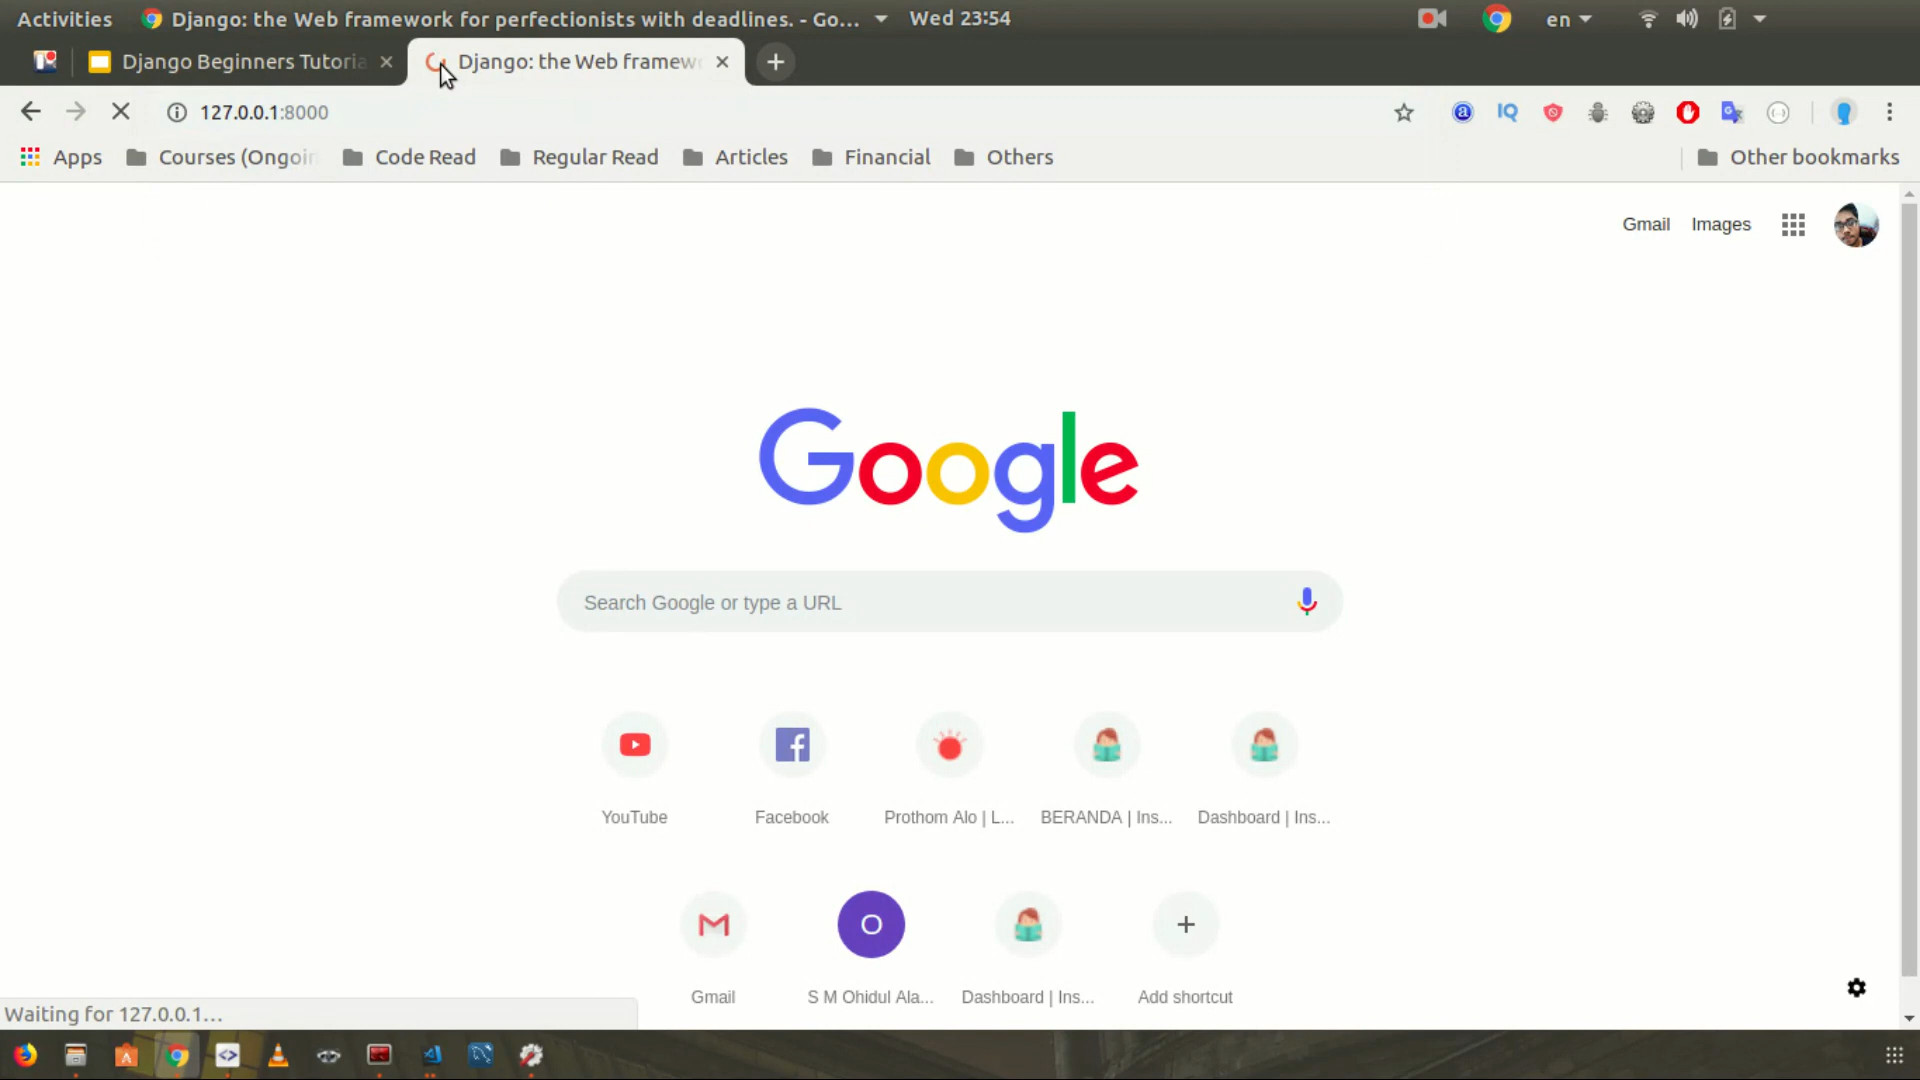 Activities
Django: the Web framework for perfectionists with deadlines. - Go...
Wed 23:54
en
Django Beginners Tutoria
Django: the Web framew
127.0.0.1:8000
Apps
Courses (Ongoin
Code Read
Regular Read
Articles
Financial
Others
Other bookmarks
Gmail
Images
Google
Search Google or type a URL
YouTube
Facebook
Prothom Alo | L...
BERANDA | Ins...
Dashboard | Ins...
O
Gmail
S M Ohidul Ala...
Dashboard | Ins...
Add shortcut
Waiting for 127.0.0.1...